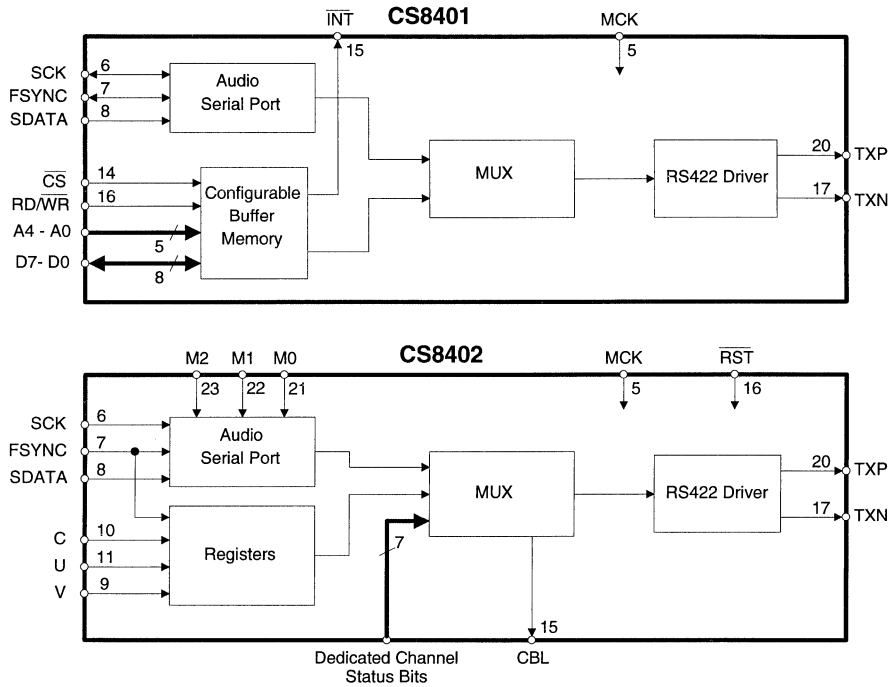 CS8401
INT
15
MCK
5
SCK
6
FSYNC
7
SDATA
8
Audio
Serial Port
CS
14
RD/WR
16
A4 - A0
5
D7- D0
8
Configurable
Buffer
Memory
MUX
RS422 Driver
20
TXP
17
TXN
CS8402
M2
M1
M0
23
22
21
MCK
5
RST
16
SCK
6
FSYNC
7
SDATA
8
Audio
Serial Port
C
10
U
11
V
9
Registers
MUX
7
RS422 Driver
20
TXP
17
TXN
15
Dedicated Channel
Status Bits
CBL